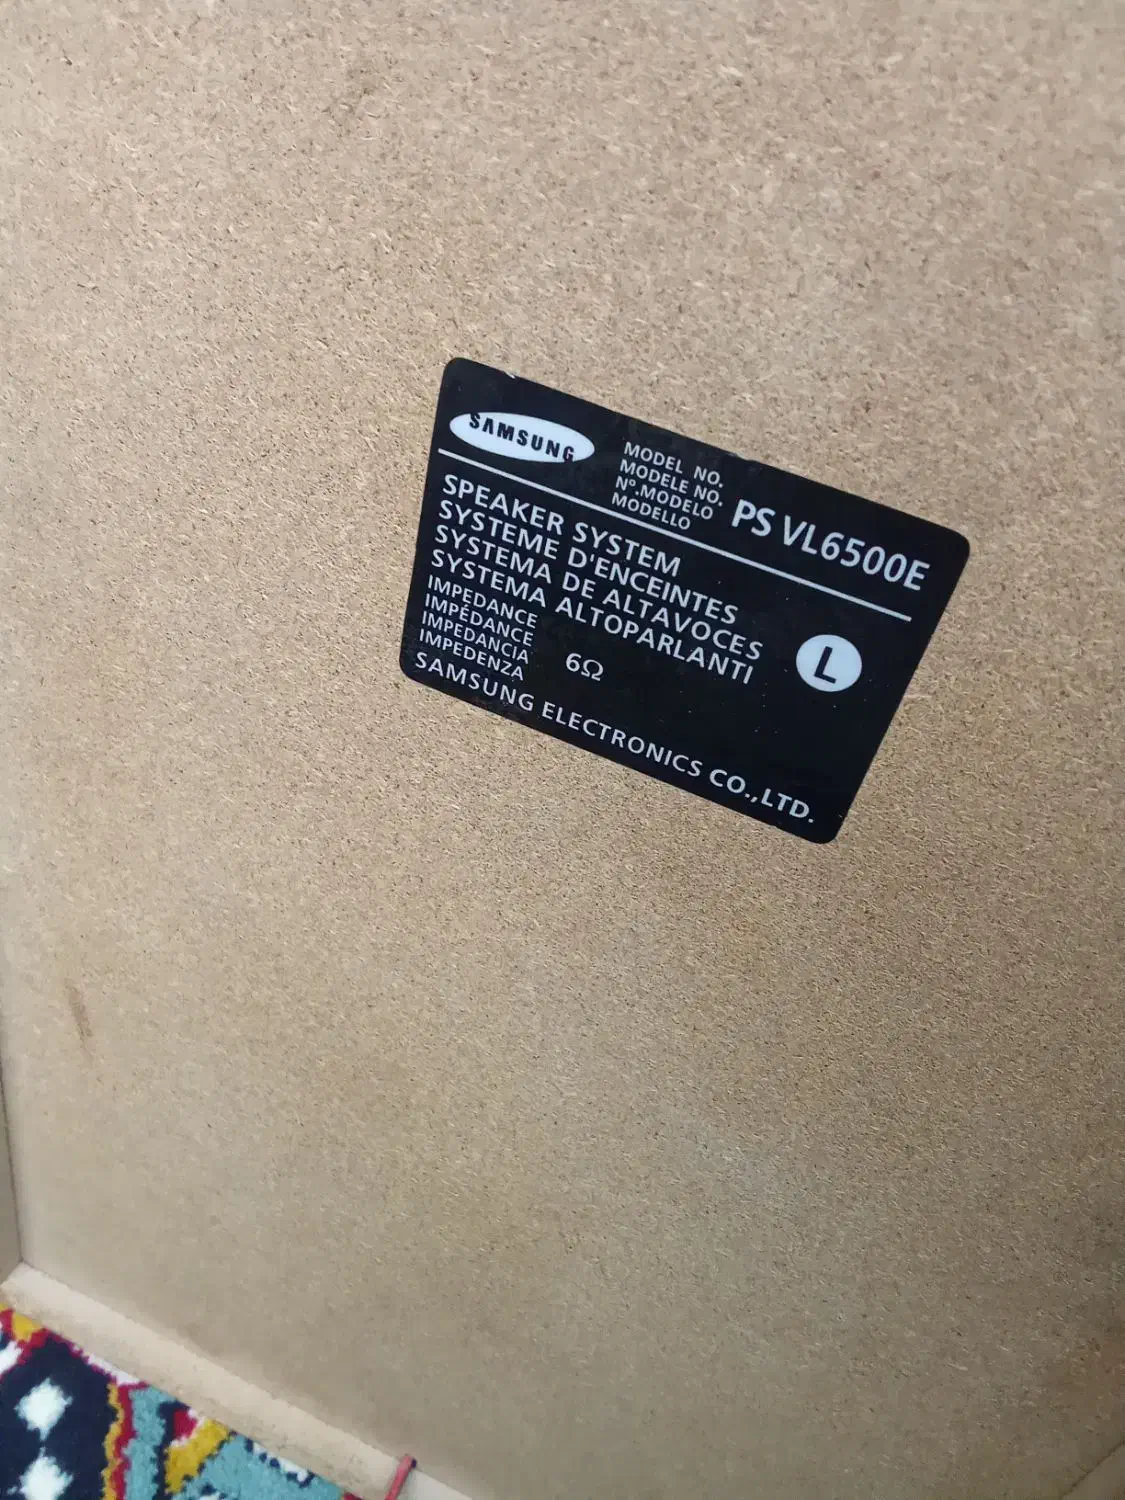 SAMSUNG
MODEL NO.
MODELE NO.
Nº.MODELO
MODELLO
PS VL6500E
SPEAKER SYSTEM
SYSTEME D'ENCEINTES
SYSTEMA DE ALTAVOCES
SYSTEMA ALTOPARLANTI
L
IMPEDANCE
IMPÉDANCE
IMPEDANCIA
IMPEDENZA
6Ω
SAMSUNG ELECTRONICS CO.,LTD.